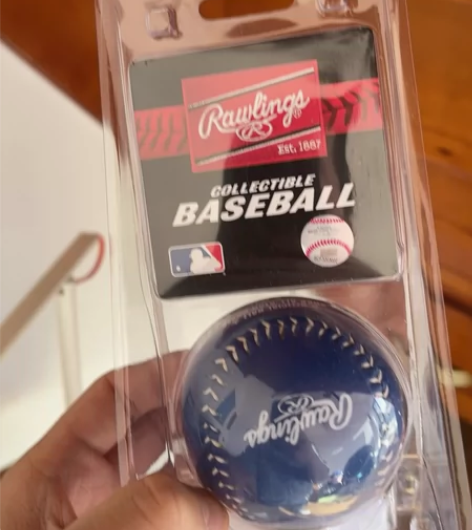 Rawlings®
R
Est. 1887
COLLECTIBLE
BASEBALL
Rawlings
R